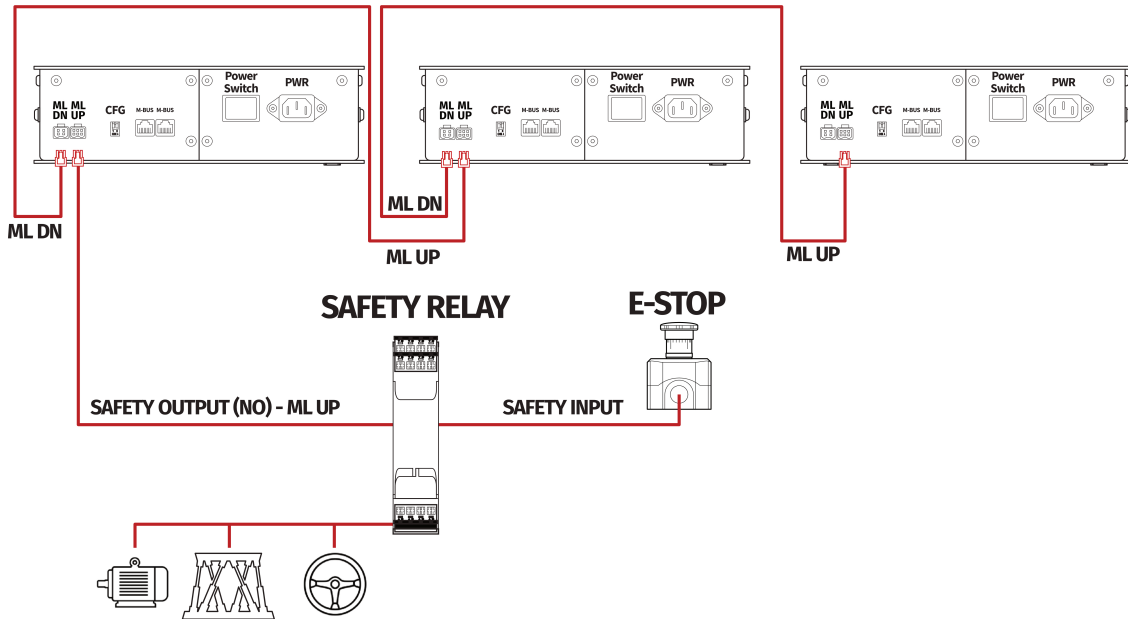 Power
Switch
PWR
ML ML
DN UP
CFG
M-BUS M-BUS
Power
Switch
PWR
ML ML
DN UP
CFG
M-BUS M-BUS
Power
Switch
PWR
ML ML
DN UP
CFG
M-BUS M-BUS
ML DN
ML DN
ML UP
ML UP
SAFETY RELAY
E-STOP
SAFETY OUTPUT (NO) - ML UP
SAFETY INPUT